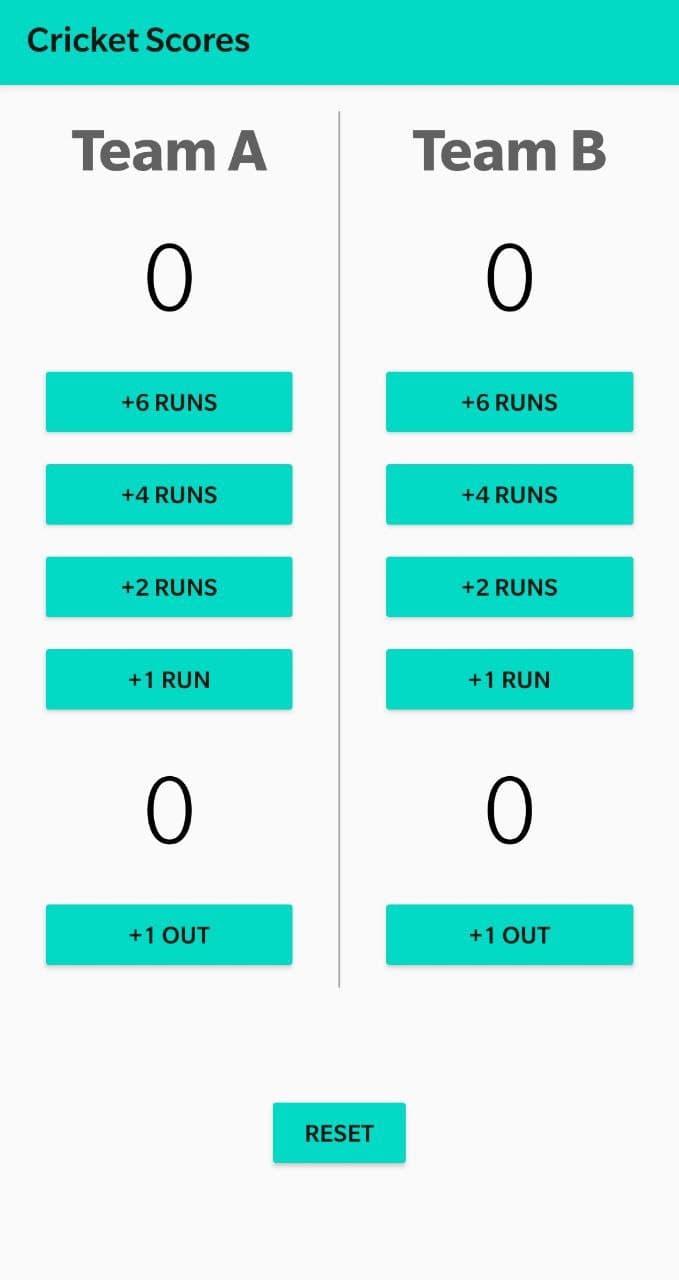 Cricket Scores
Team A
0
+6 RUNS
+4 RUNS
+2 RUNS
+1 RUN
0
+1 OUT
Team B
0
+6 RUNS
+4 RUNS
+2 RUNS
+1 RUN
0
+1 OUT
RESET